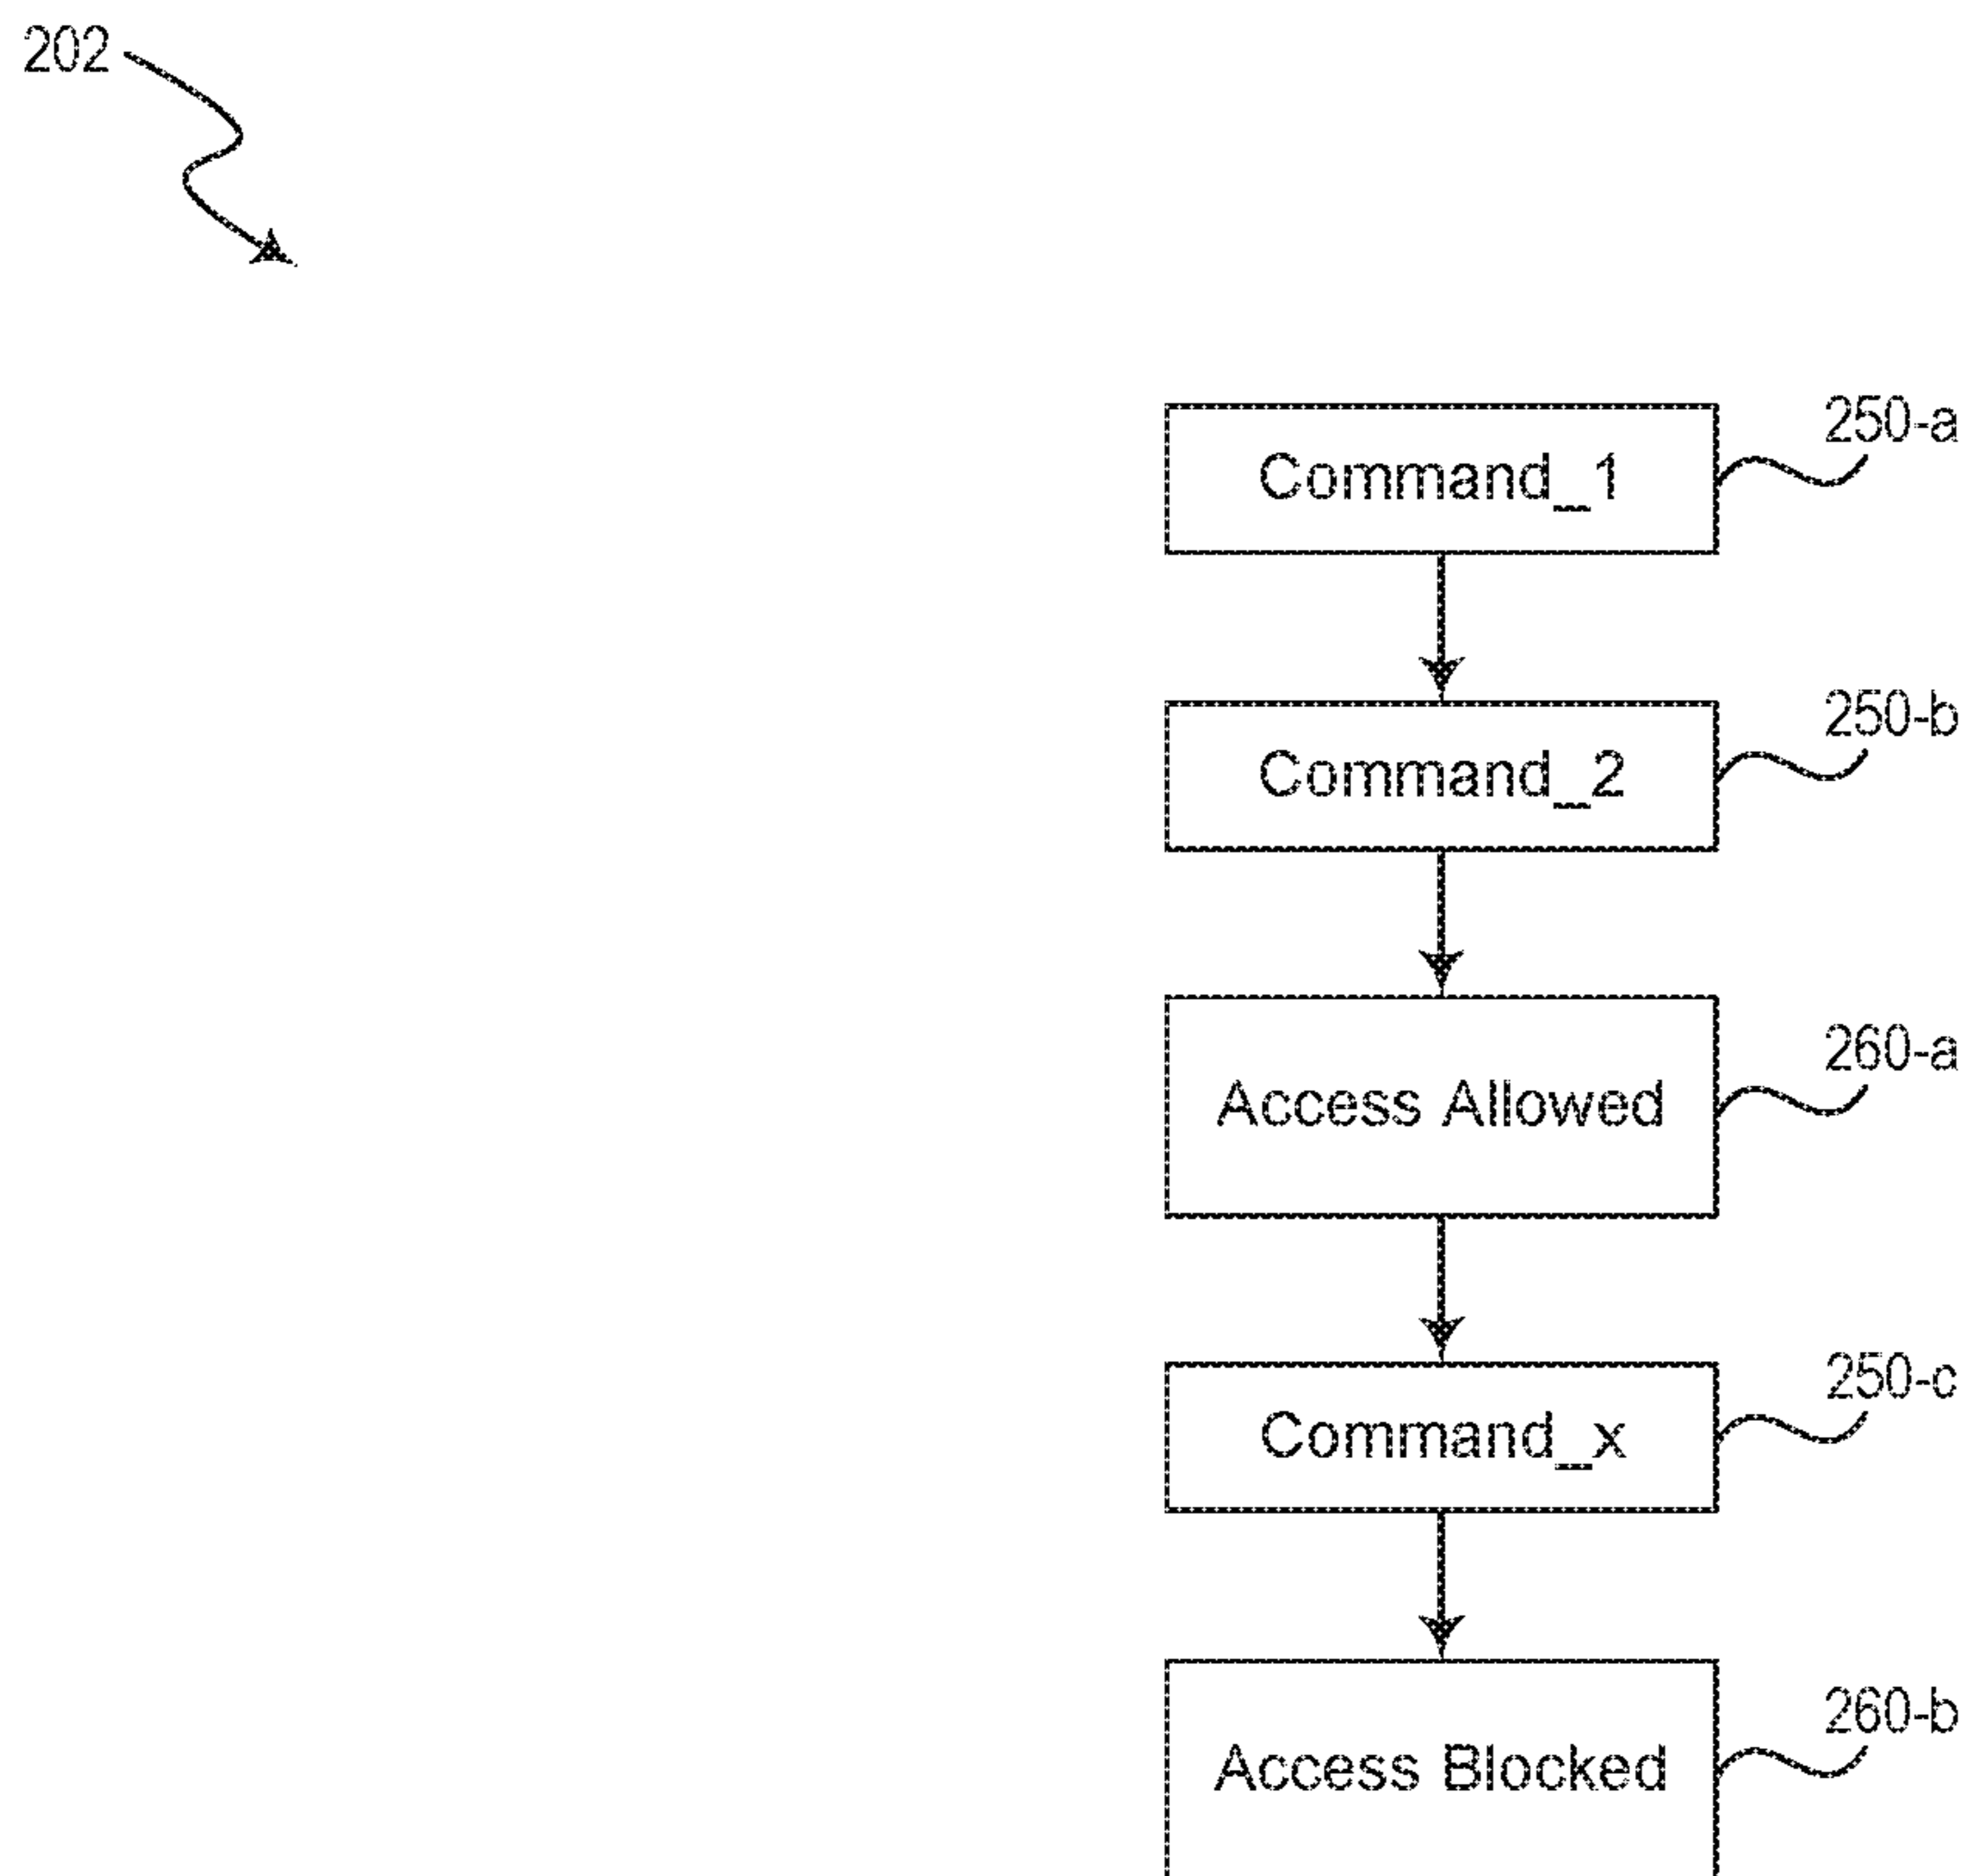 202
250-a
Command_1
250-b
Command_2
260-a
Access Allowed
250-c
Command_x
260-b
Access Blocked